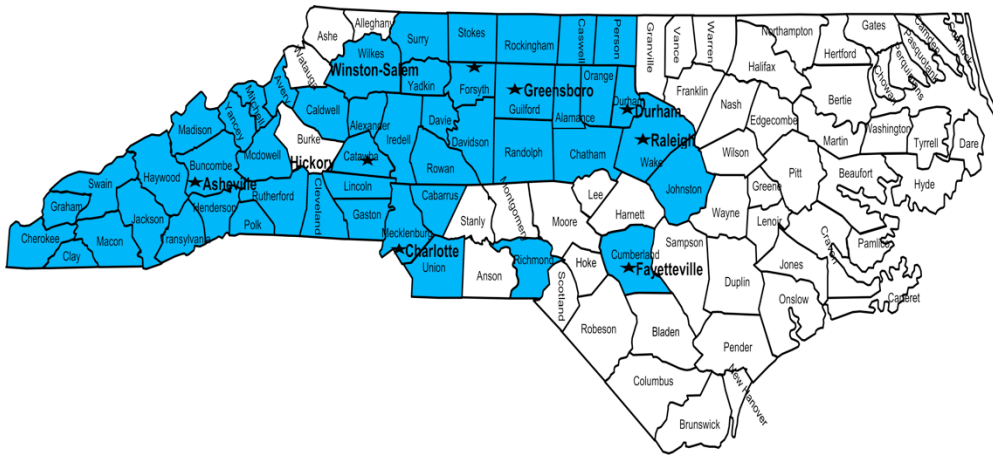 Alleghany
Ashe
Surry
Stokes
Rockingham
Caswell
Person
Granville
Vance
Warren
Northampton
Gates
Camden
Currituck
Pasquotank
Perquimans
Chowan
Hertford
Halifax
Wilkes
Watauga
Winston-Salem
Yadkin
Forsyth
Greensboro
Guilford
Orange
Durham
Durham
Alamance
Franklin
Nash
Edgecombe
Bertie
Avery
Mitchell
Yancey
Caldwell
Alexander
Iredell
Davie
Davidson
Randolph
Chatham
Raleigh
Wake
Wilson
Martin
Washington
Tyrrell
Dare
Madison
Burke
Hickory
Catawba
Rowan
Mcdowell
Buncombe
Asheville
Haywood
Swain
Graham
Rutherford
Cleveland
Lincoln
Cabarrus
Montgomery
Stanly
Moore
Lee
Harnett
Johnston
Wayne
Greene
Pitt
Beaufort
Hyde
Lenoir
Craven
Pamlico
Cherokee
Clay
Macon
Jackson
Transylvania
Henderson
Polk
Gaston
Mecklenburg
Charlotte
Union
Anson
Richmond
Scotland
Hoke
Cumberland
Fayetteville
Sampson
Duplin
Jones
Onslow
Carteret
Robeson
Bladen
Pender
Columbus
Brunswick
New Hanover